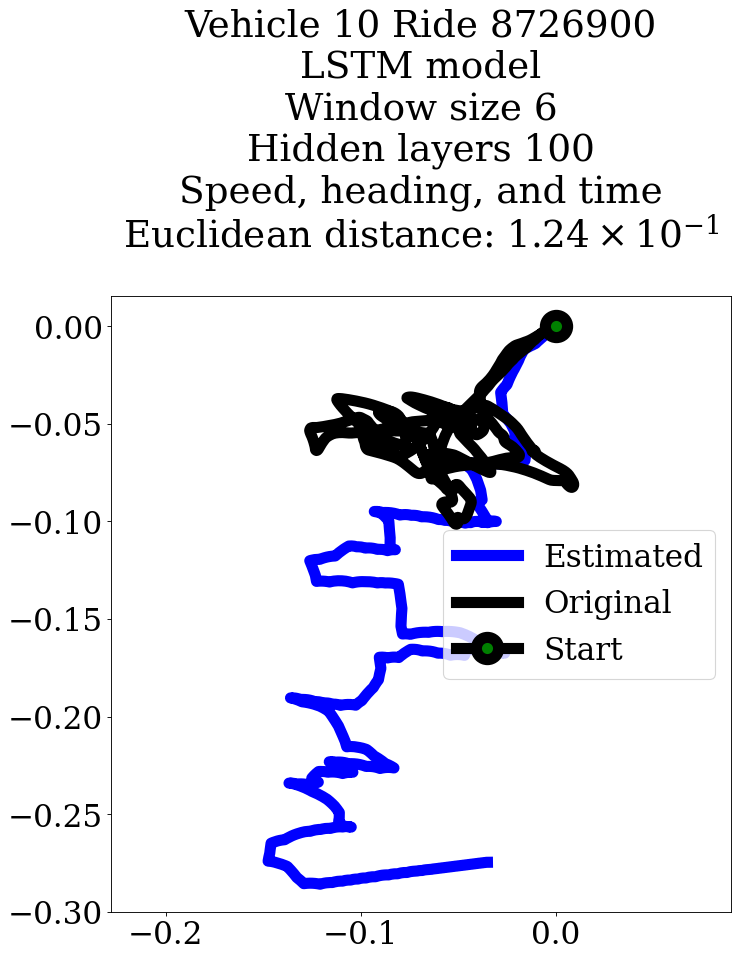 Vehicle 10 Ride 8726900
LSTM model
Window size 6
Hidden layers 100
Speed, heading, and time
Euclidean distance: 1.24 × 10⁻¹
0.00
−0.05
−0.10
−0.15
−0.20
−0.25
−0.30
Estimated
Original
Start
−0.2 −0.1 0.0